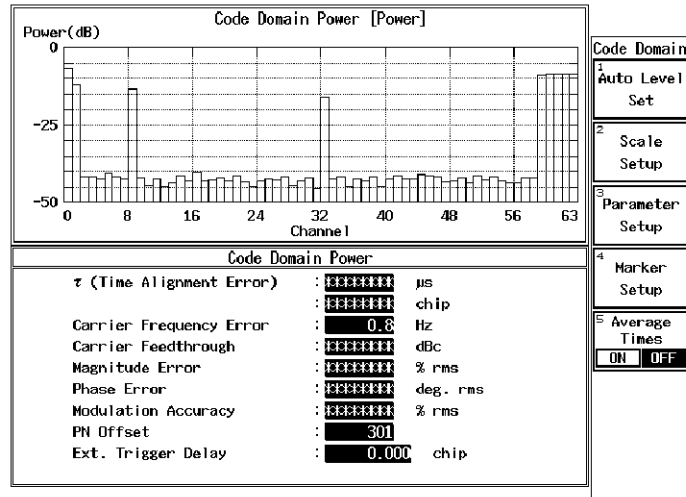 Code Domain Power [Power]
Power(dB)
0
-25
-50
0 8 16 24 32 40 48 56 63
Channel
Code Domain Power
τ (Time Alignment Error) : ******** µs
: ******** chip
Carrier Frequency Error : 0.8 Hz
Carrier Feedthrough : ******** dBc
Magnitude Error : ******** % rms
Phase Error : ******** deg. rms
Modulation Accuracy : ******** % rms
PN Offset : 301
Ext. Trigger Delay : 0.000 chip
Code Domain
1
Auto Level
Set
2
Scale
Setup
3
Parameter
Setup
4
Marker
Setup
5 Average
Times
ON OFF